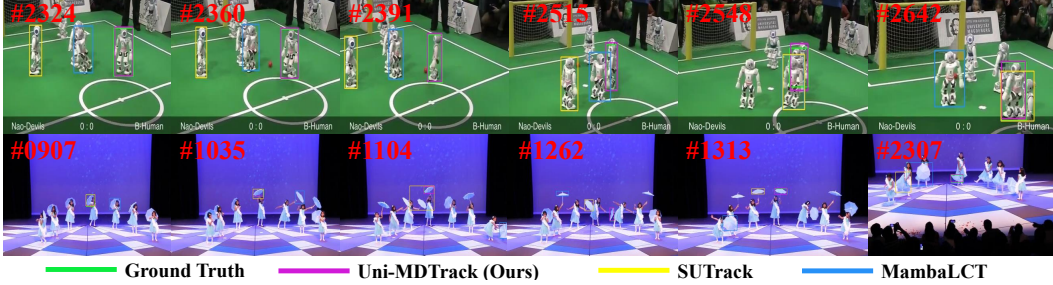 #2324 #2360 #2391 #2515 #2548 #2642
Nao-Devils 0 : 0 B-Human Nao-Devils 0 : 0 B-Human Nao-Devils 0 : 0 B-Human Nao-Devils 0 : 0 B-Human Nao-Devils 0 : 0 B-Human Nao-Devils 0 : 0 B-Human
#0907 #1035 #1104 #1262 #1313 #2307
Ground Truth Uni-MDTrack (Ours) SUTrack MambaLCT